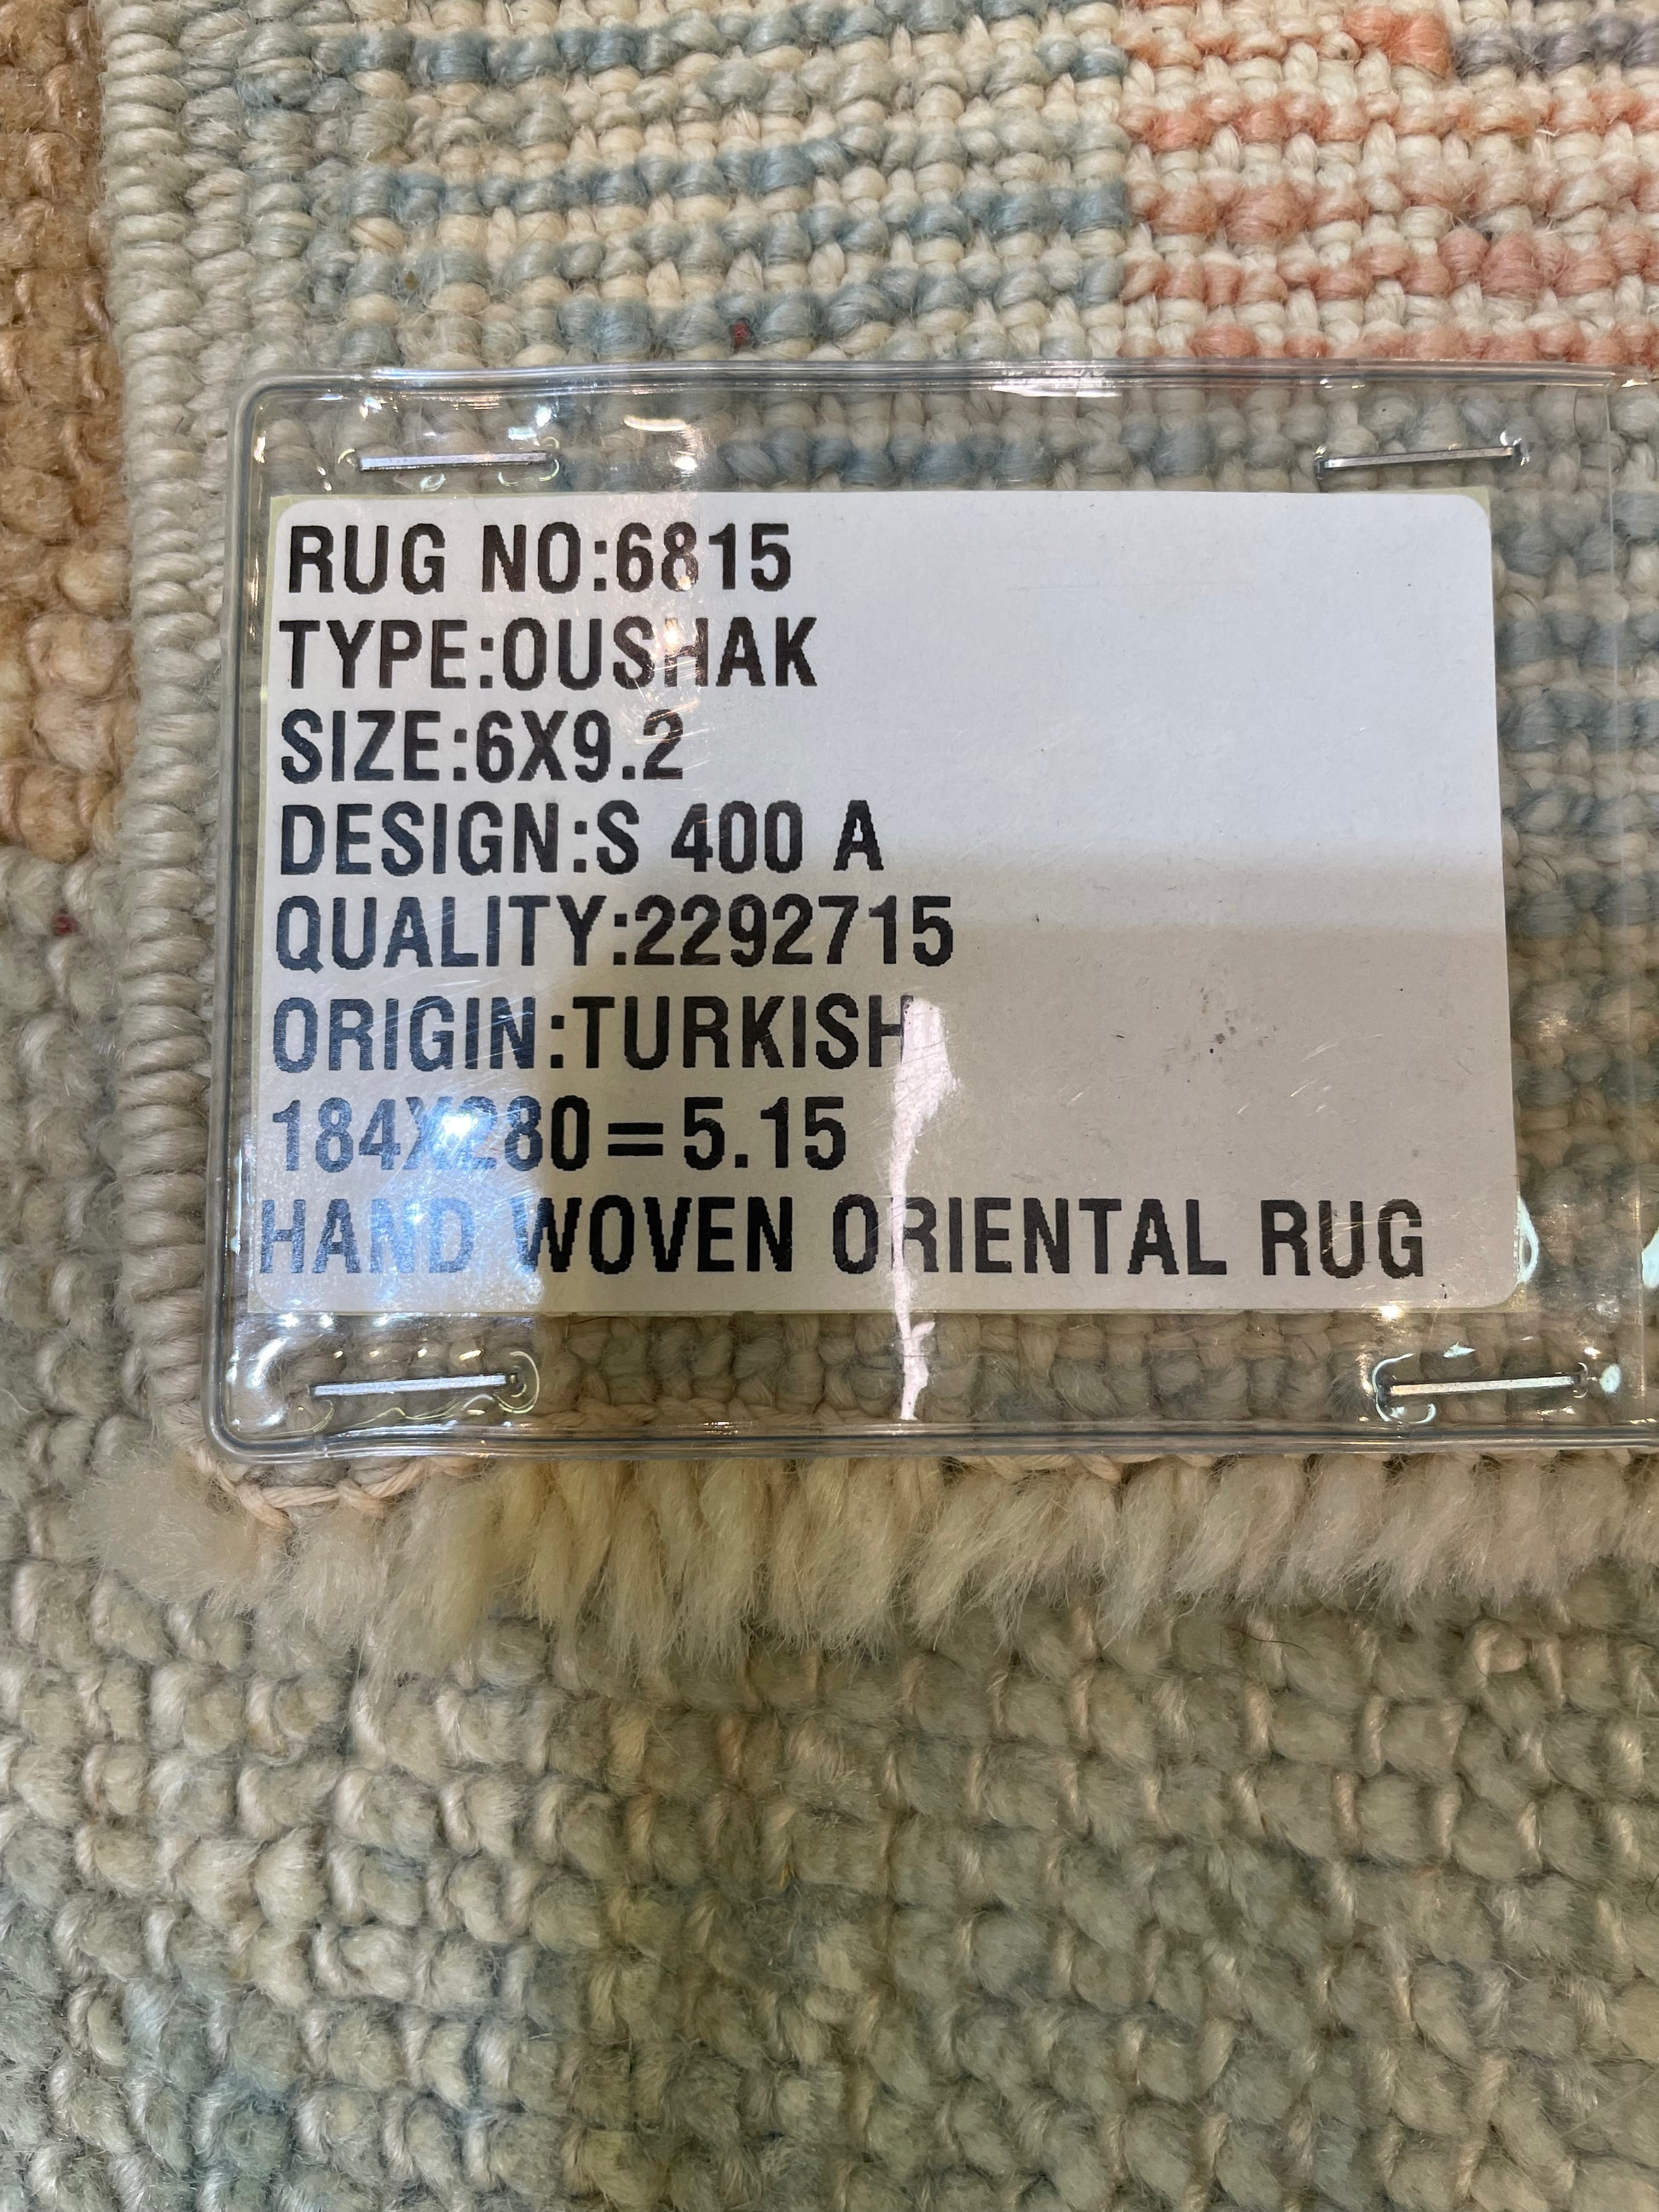 RUG NO:6815
TYPE:OUSHAK
SIZE:6X9.2
DESIGN:S 400 A
QUALITY:2292715
ORIGIN:TURKISH
184X280=5.15
HAND WOVEN ORIENTAL RUG